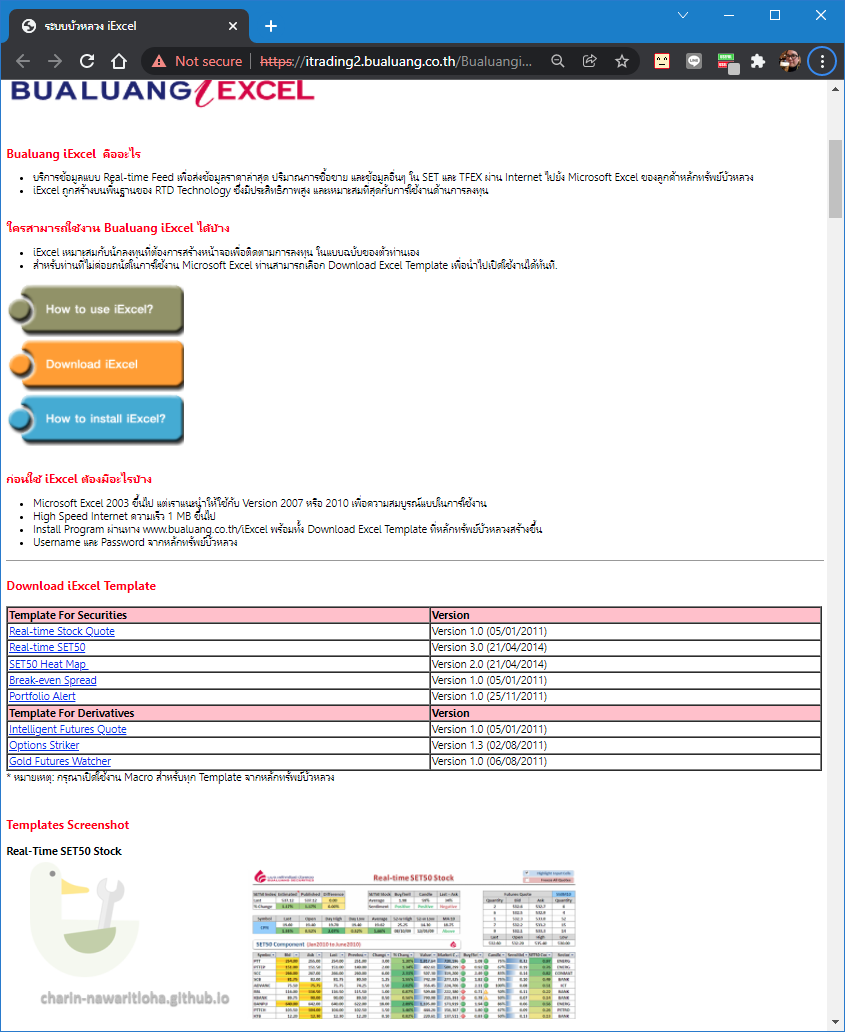 ระบบบัวหลวง iExcel
Not secure https://itrading2.bualuang.co.th/Bualuangi...
BUALUANG iEXCEL
Bualuang iExcel คืออะไร
บริการข้อมูลแบบ Real-time Feed เพื่อส่งข้อมูลราคาล่าสุด ปริมาณการซื้อขาย และข้อมูลอื่นๆ ใน SET และ TFEX ผ่าน Internet ไปยัง Microsoft Excel ของลูกค้าหลักทรัพย์บัวหลวง
iExcel ถูกสร้างบนพื้นฐานของ RTD Technology ซึ่งมีประสิทธิภาพสูง และเหมาะสมที่สุดกับการใช้งานด้านการลงทุน
ใครสามารถใช้งาน Bualuang iExcel ได้บ้าง
iExcel เหมาะสมกับนักลงทุนที่ต้องการสร้างหน้าจอเพื่อติดตามการลงทุน ในแบบฉบับของตัวท่านเอง
สำหรับท่านที่ไม่ค่อยถนัดในการใช้งาน Microsoft Excel ท่านสามารถเลือก Download Excel Template เพื่อนำไปเปิดใช้งานได้ทันที.
How to use iExcel?
Download iExcel
How to install iExcel?
ก่อนใช้ iExcel ต้องมีอะไรบ้าง
Microsoft Excel 2003 ขึ้นไป แต่เราแนะนำให้ใช้กับ Version 2007 หรือ 2010 เพื่อความสมบูรณ์แบบในการใช้งาน
High Speed Internet ความเร็ว 1 MB ขึ้นไป
Install Program ผ่านทาง www.bualuang.co.th/iExcel พร้อมทั้ง Download Excel Template ที่หลักทรัพย์บัวหลวงสร้างขึ้น
Username และ Password จากหลักทรัพย์บัวหลวง
Download iExcel Template
Template For Securities Version
Real-time Stock Quote Version 1.0 (05/01/2011)
Real-time SET50 Version 3.0 (21/04/2014)
SET50 Heat Map Version 2.0 (21/04/2014)
Break-even Spread Version 1.0 (05/01/2011)
Portfolio Alert Version 1.0 (25/11/2011)
Template For Derivatives Version
Intelligent Futures Quote Version 1.0 (05/01/2011)
Options Striker Version 1.3 (02/08/2011)
Gold Futures Watcher Version 1.0 (06/08/2011)
* หมายเหตุ: กรุณาเปิดใช้งาน Macro สำหรับทุก Template จากหลักทรัพย์บัวหลวง
Templates Screenshot
Real-Time SET50 Stock
Real-time SET50 Stock
SET50 Component (Jan2010 to June2010)
charin-nawaritloha.github.io